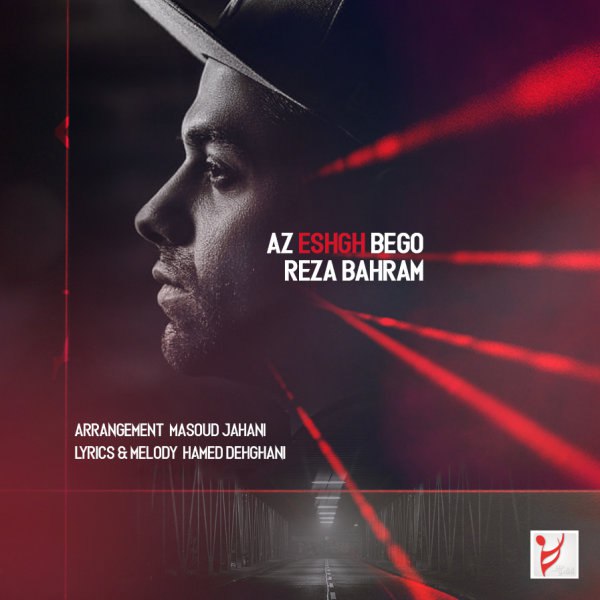 AZ ESHGH BEGO
REZA BAHRAM
ARRANGEMENT MASOUD JAHANI
LYRICS & MELODY HAMED DEHGHANI